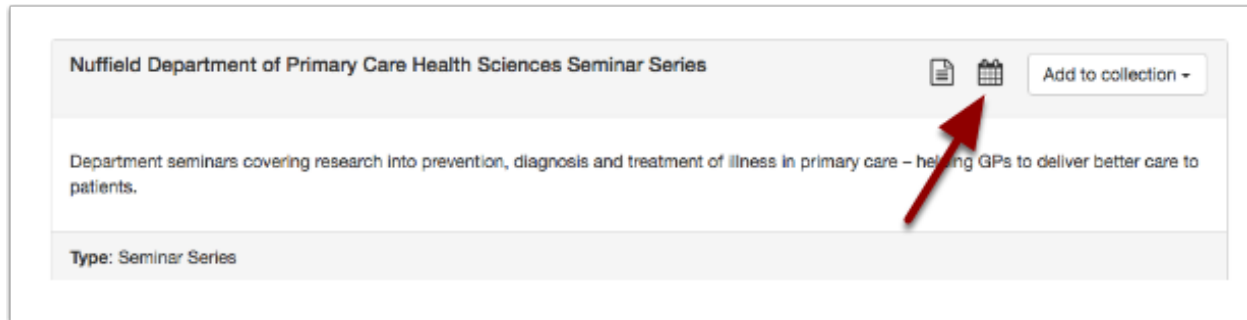 Nuffield Department of Primary Care Health Sciences Seminar Series
Add to collection
Department seminars covering research into prevention, diagnosis and treatment of illness in primary care – GPs to deliver better care to
patients.
Type: Seminar Series